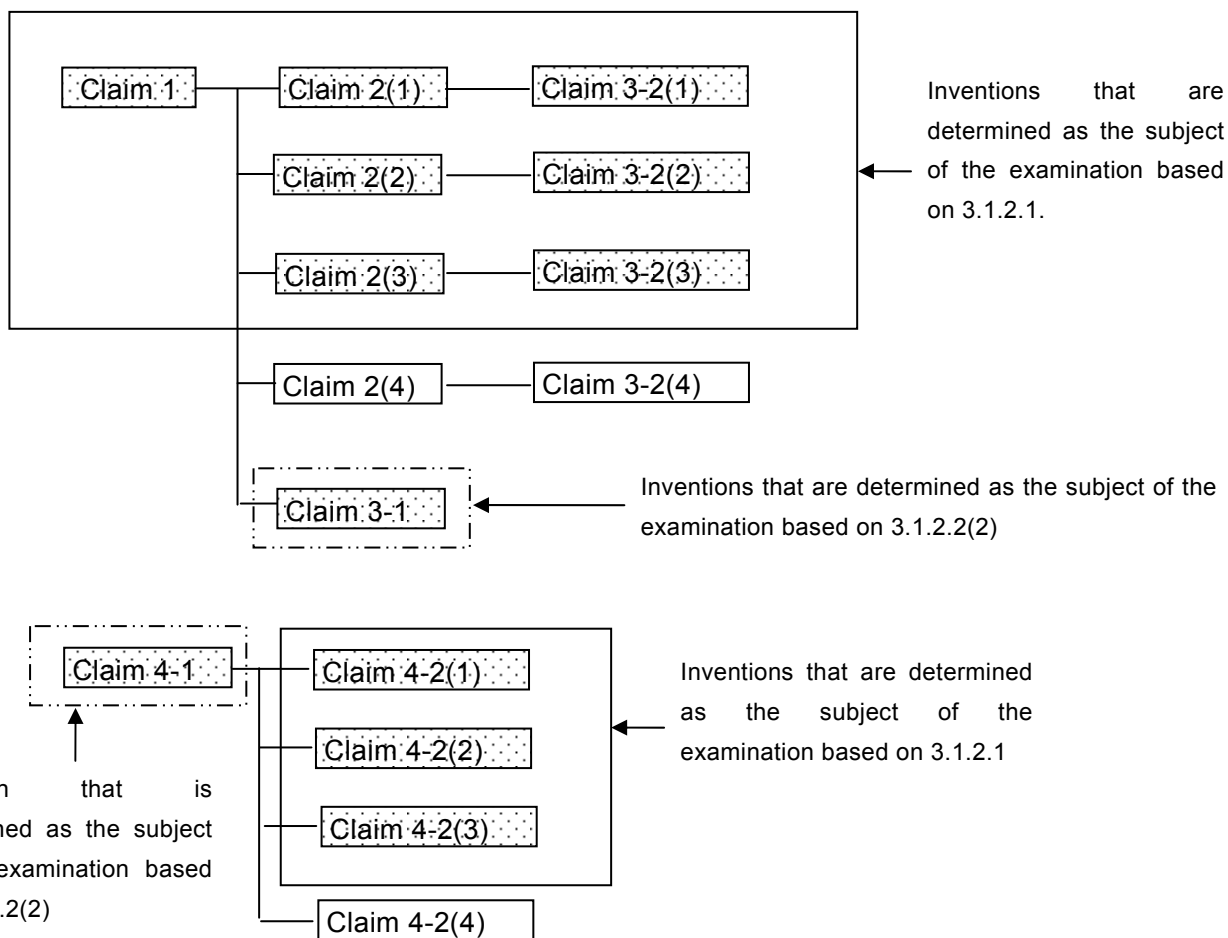 Claim 1
Claim 2(1)
Claim 3-2(1)
Claim 2(2)
Claim 3-2(2)
Claim 2(3)
Claim 3-2(3)
Inventions that are
determined as the subject
of the examination based
on 3.1.2.1.
Claim 2(4)
Claim 3-2(4)
Claim 3-1
Inventions that are determined as the subject of the
examination based on 3.1.2.2(2)
Claim 4-1
Claim 4-2(1)
Claim 4-2(2)
Claim 4-2(3)
Inventions that are determined
as the subject of the
examination based on 3.1.2.1
that is
as the subject
examination based
.2(2)
Claim 4-2(4)